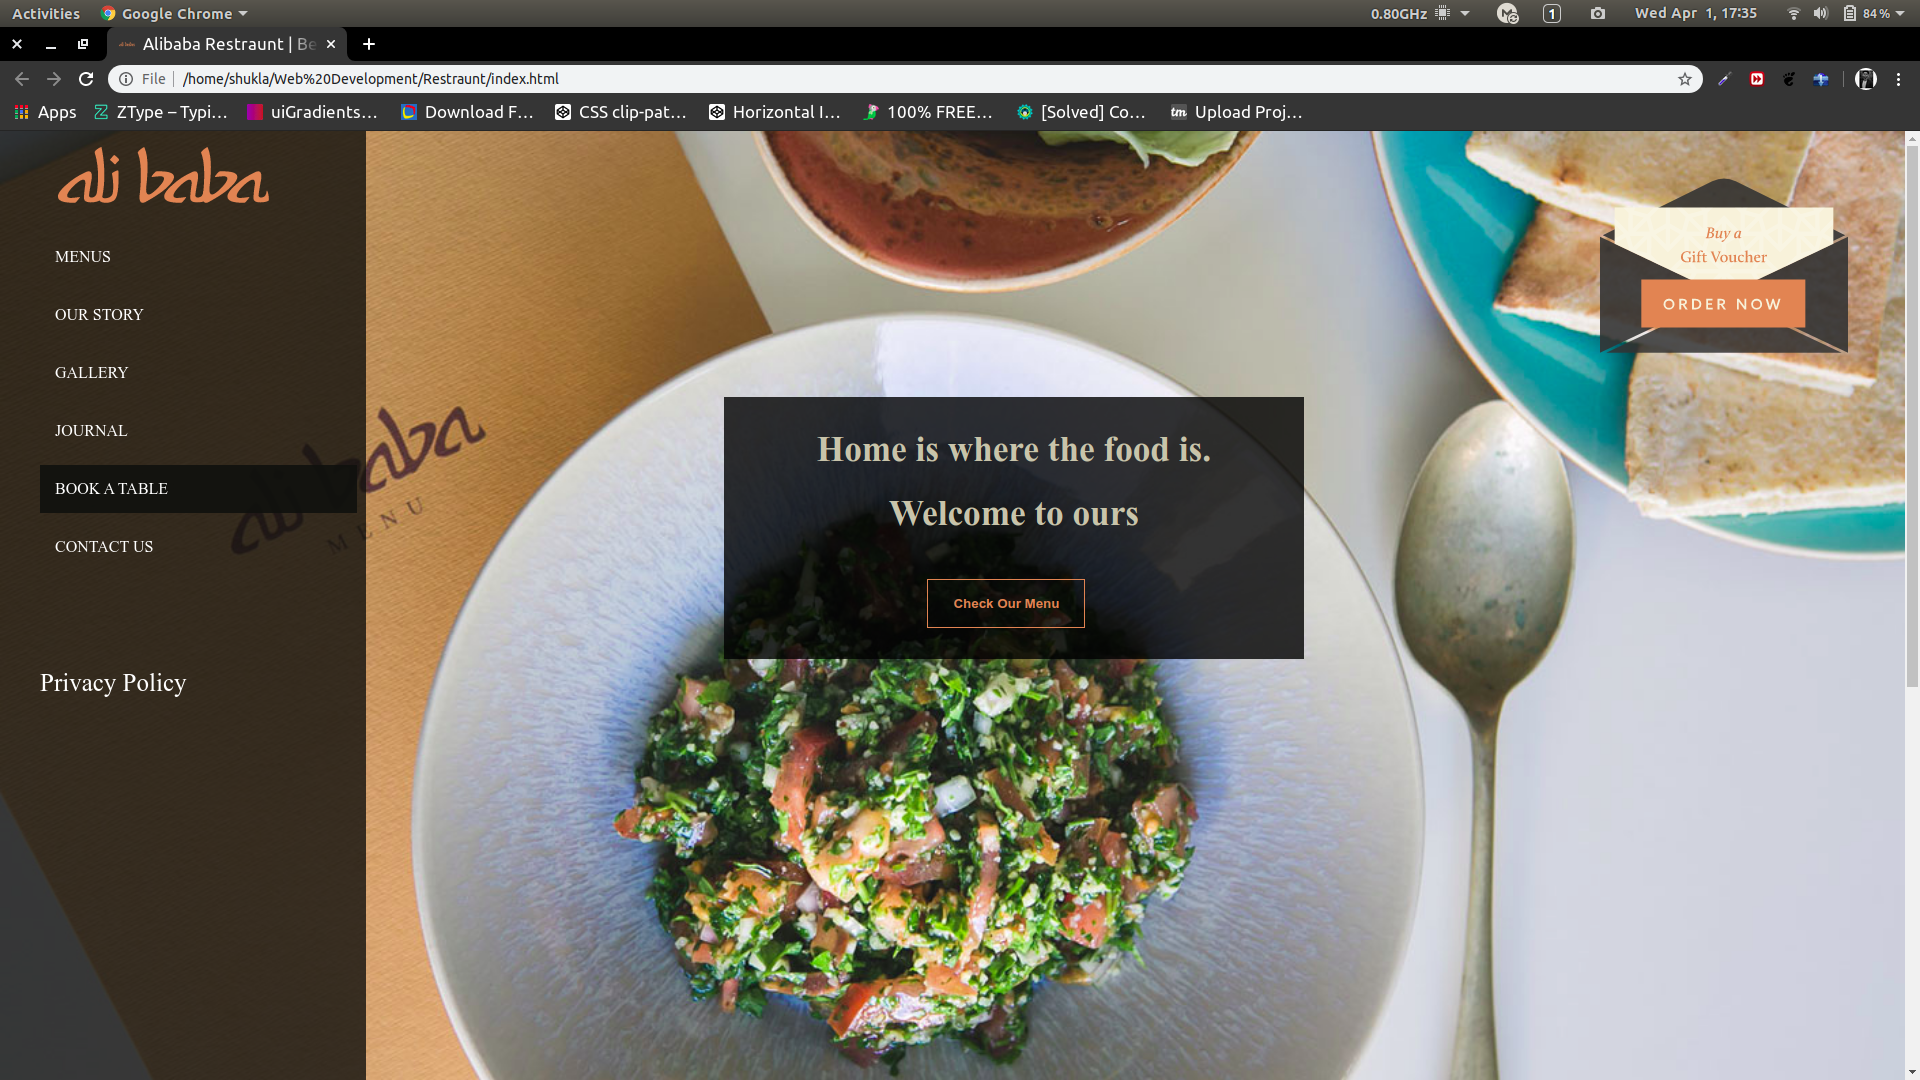 Activities
Google Chrome
0.80GHz
1
Wed Apr 1, 17:35
84%
Alibaba Restraunt | Be
File
/home/shukla/Web%20Development/Restraunt/index.html
Apps
ZType – Typi...
uiGradients...
Download F...
CSS clip-pat...
Horizontal I...
100% FREE...
[Solved] Co...
tm
Upload Proj...
ali baba
MENUS
OUR STORY
GALLERY
JOURNAL
BOOK A TABLE
CONTACT US
Privacy Policy
ali baba
MENU
Home is where the food is.
Welcome to ours
Check Our Menu
Buy a
Gift Voucher
ORDER NOW